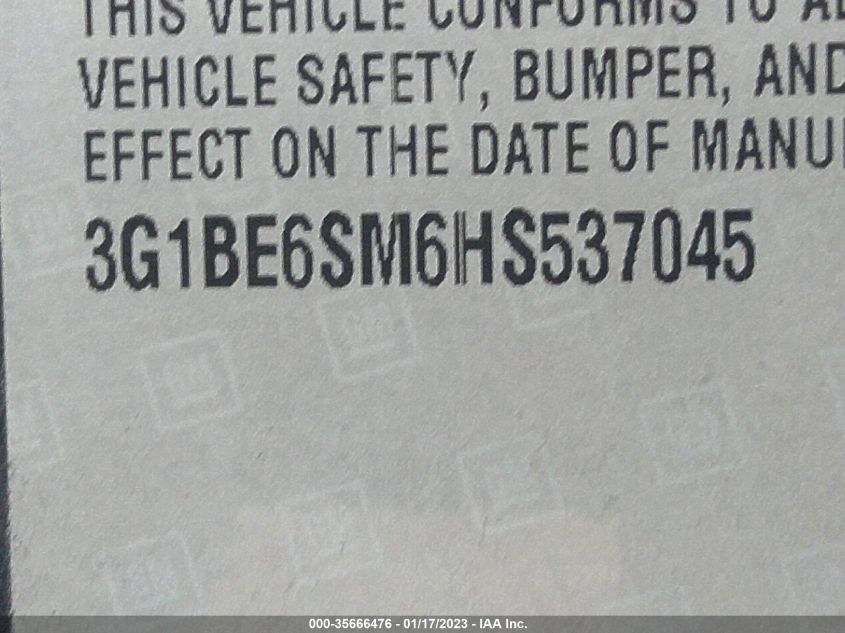 THIS VEHICLE CONFORMS TO
VEHICLE SAFETY, BUMPER, AND
EFFECT ON THE DATE OF
3G1BE6SM6HS537045
000-35666476 - 01/17/2023 - IAA Inc.